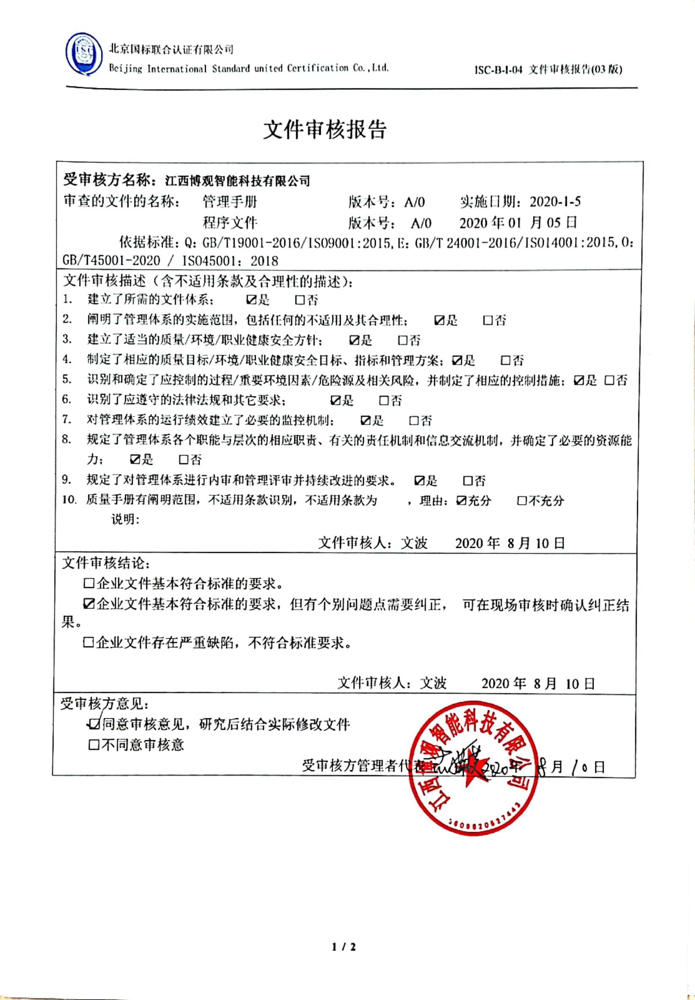 北京国标联合认证有限公司
Beijing International Standard united Certification Co.,Ltd.
ISC-B-I-04 文件审核报告(03版)
文件审核报告
受审核方名称：江西博观智能科技有限公司
审查的文件的名称： 管理手册 版本号：A/0 实施日期：2020-1-5
程序文件 版本号： A/0 2020年01 月05日
依据标准：Q：GB/T19001-2016/ISO9001:2015,E：GB/T 24001-2016/ISO14001:2015,O：
GB/T45001-2020 / ISO45001：2018
文件审核描述（含不适用条款及合理性的描述）：
1. 建立了所需的文件体系； ☑是 □否
2. 阐明了管理体系的实施范围，包括任何的不适用及其合理性； ☑是 □否
3. 建立了适当的质量/环境/职业健康安全方针； ☑是 □否
4. 制定了相应的质量目标/环境/职业健康安全目标、指标和管理方案；☑是 □否
5. 识别和确定了应控制的过程/重要环境因素/危险源及相关风险，并制定了相应的控制措施；☑是 □否
6. 识别了应遵守的法律法规和其它要求； ☑是 □否
7. 对管理体系的运行绩效建立了必要的监控机制； ☑是 □否
8. 规定了管理体系各个职能与层次的相应职责、有关的责任机制和信息交流机制，并确定了必要的资源能
力； ☑是 □否
9. 规定了对管理体系进行内审和管理评审并持续改进的要求。 ☑是 □否
10. 质量手册有阐明范围，不适用条款识别，不适用条款为 ，理由：☑充分 □不充分
说明：
文件审核人：文波 2020年 8月10日
文件审核结论：
□企业文件基本符合标准的要求。
☑企业文件基本符合标准的要求，但有个别问题点需要纠正， 可在现场审核时确认纠正结
果。
□企业文件存在严重缺陷，不符合标准要求。
文件审核人：文波 2020年 8月 10日
受审核方意见：
☑同意审核意见，研究后结合实际修改文件
□不同意审核意
受审核方管理者代表 2020年 8月10日
江西博观智能科技有限公司
1 / 2